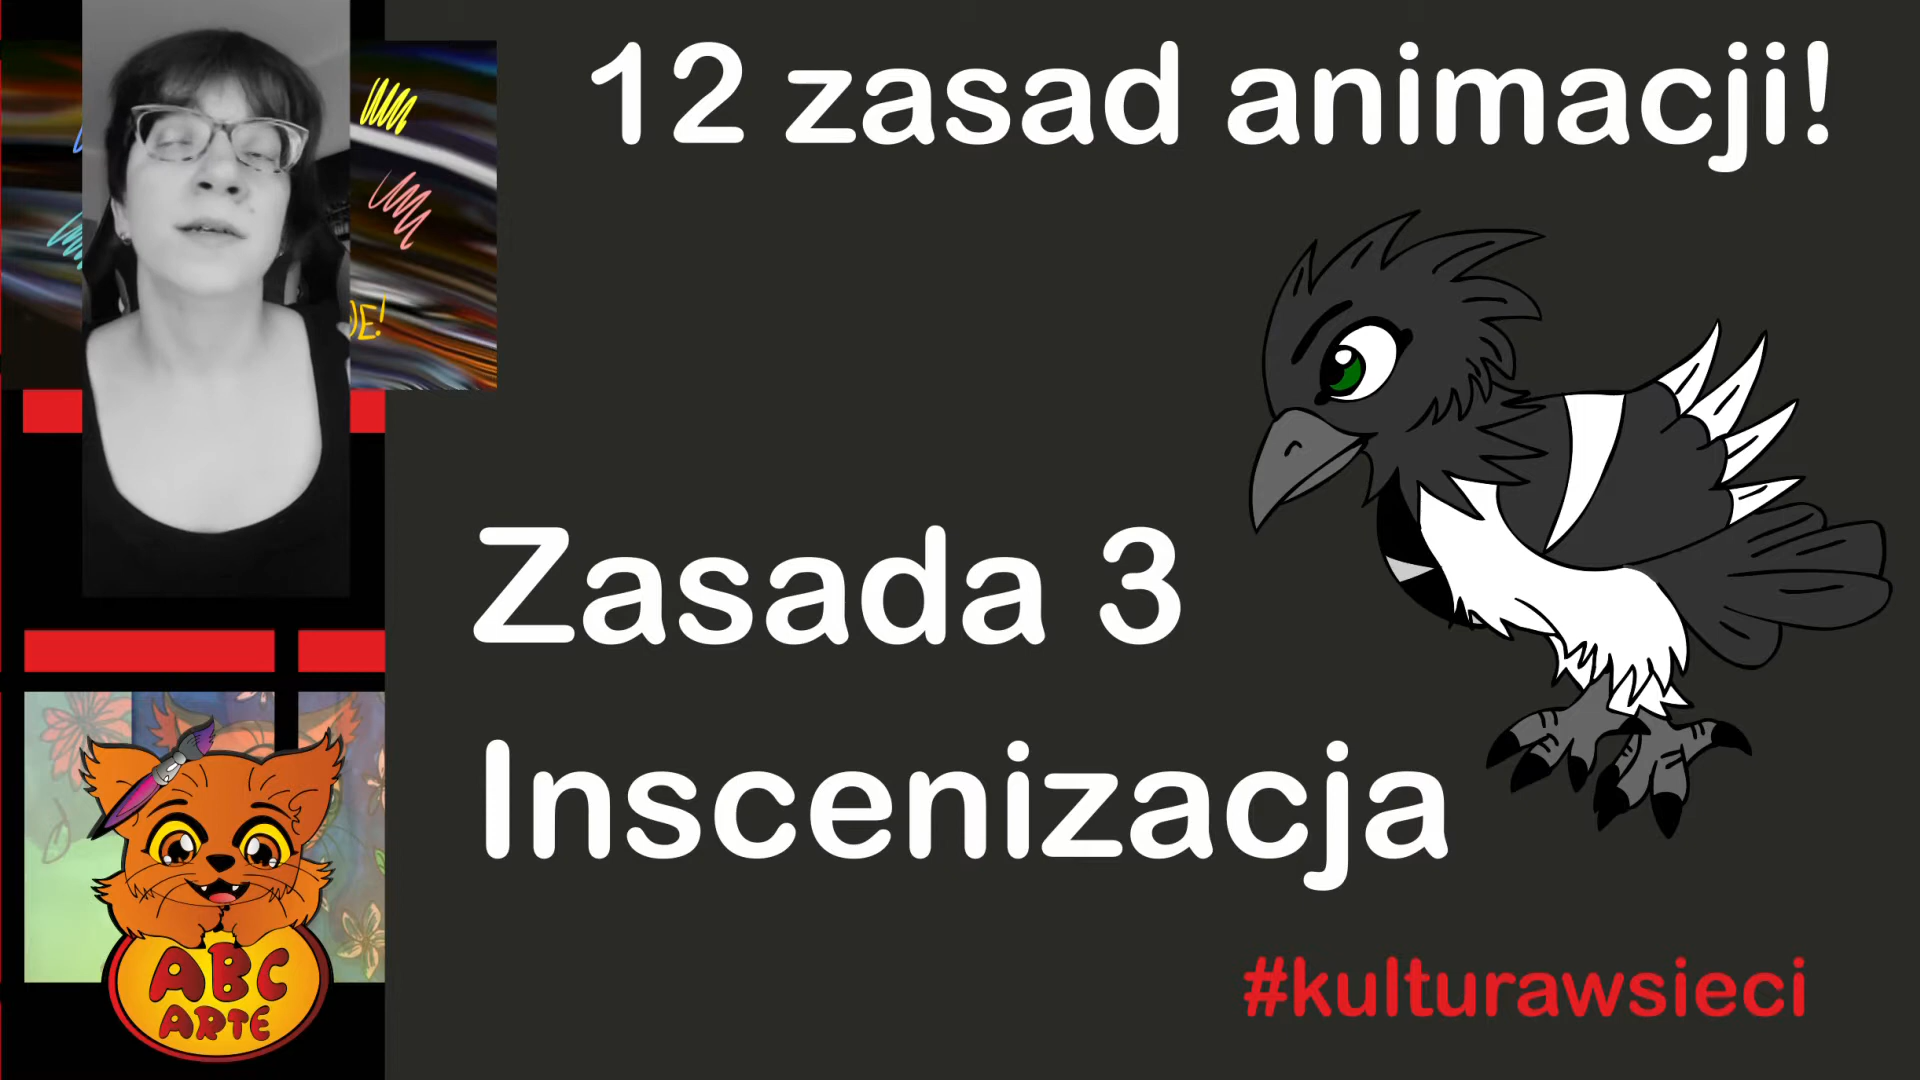 12 zasad animacji!
Zasada 3
Inscenizacja
#kulturawsieci
ABC
ARTE